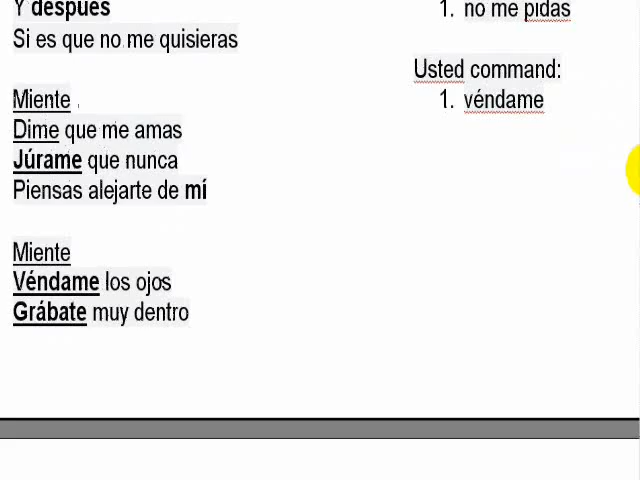 Y después
Si es que no me quisieras
Miente
Dime que me amas
Júrame que nunca
Piensas alejarte de mí
Miente
Véndame los ojos
Grábate muy dentro
1. no me pidas
Usted command:
1. véndame